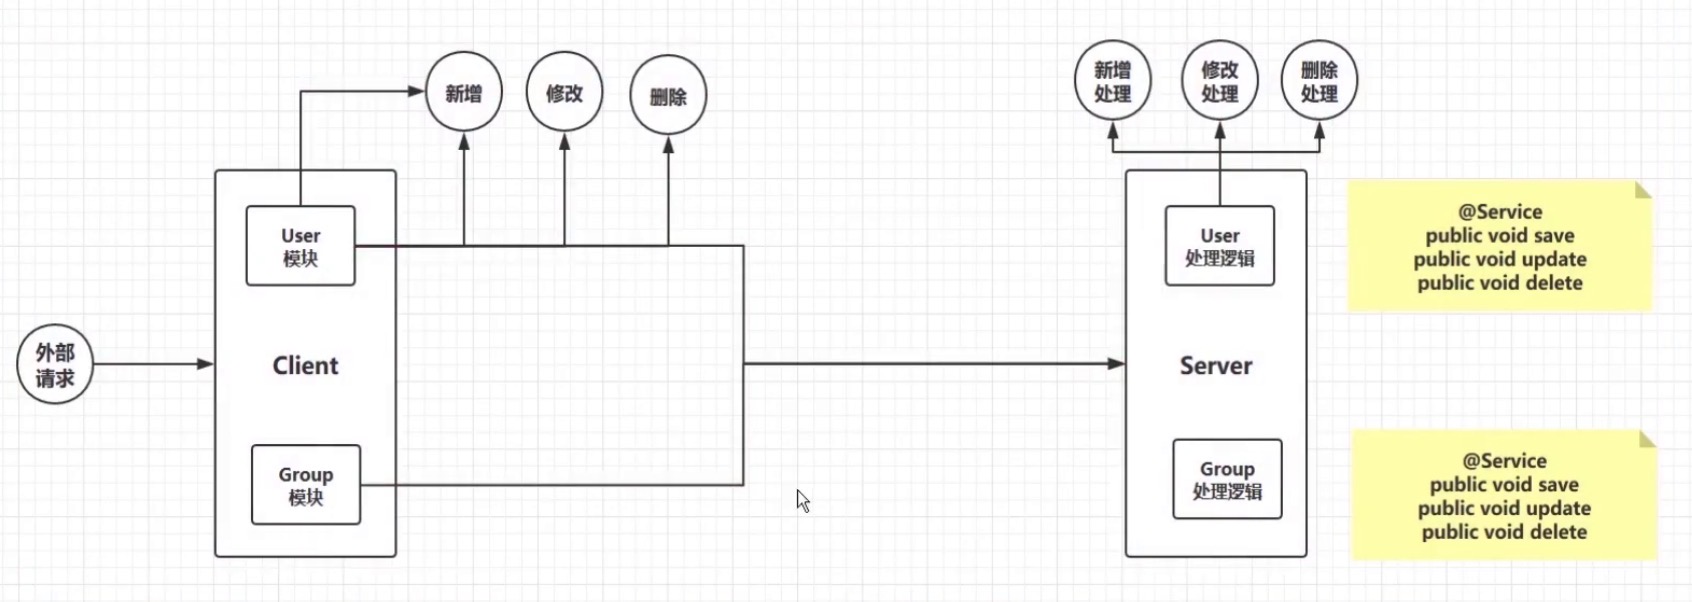 新增
修改
删除
新增
处理
修改
处理
删除
处理
User
模块
外部
请求
Client
Group
模块
User
处理逻辑
Server
Group
处理逻辑
@Service
public void save
public void update
public void delete
@Service
public void save
public void update
public void delete